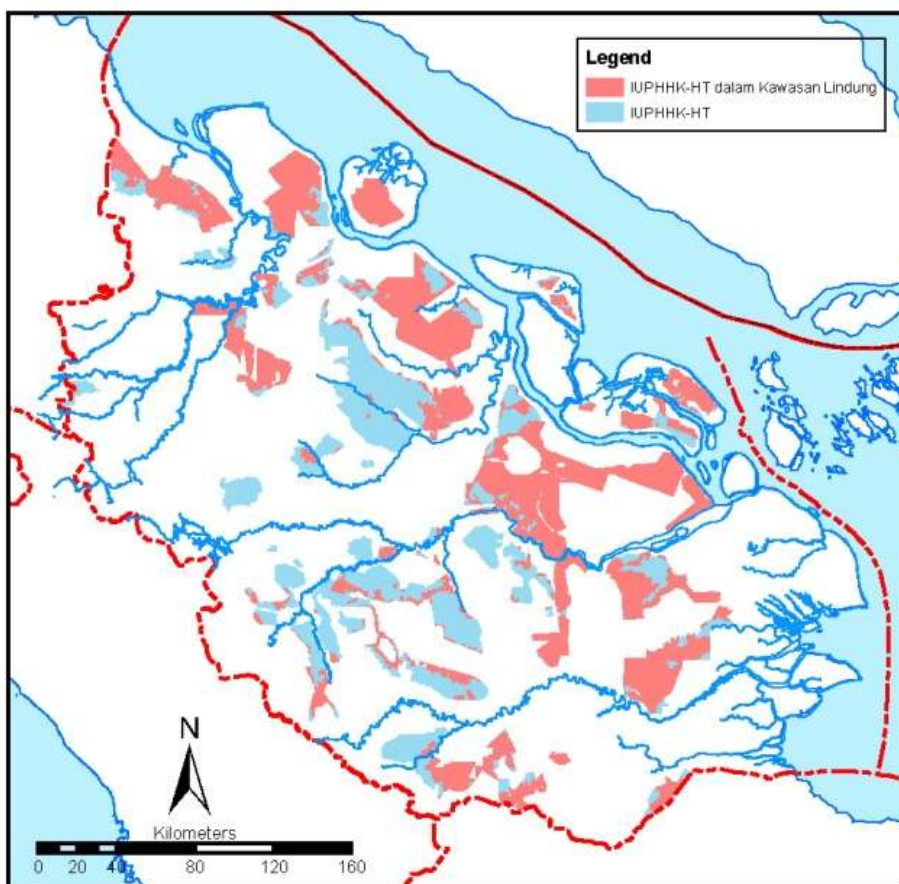 Legend
IUPHHK-HT dalam Kawasan Lindung
IUPHHK-HT
N
Kilometers
0 20 40 80 120 160